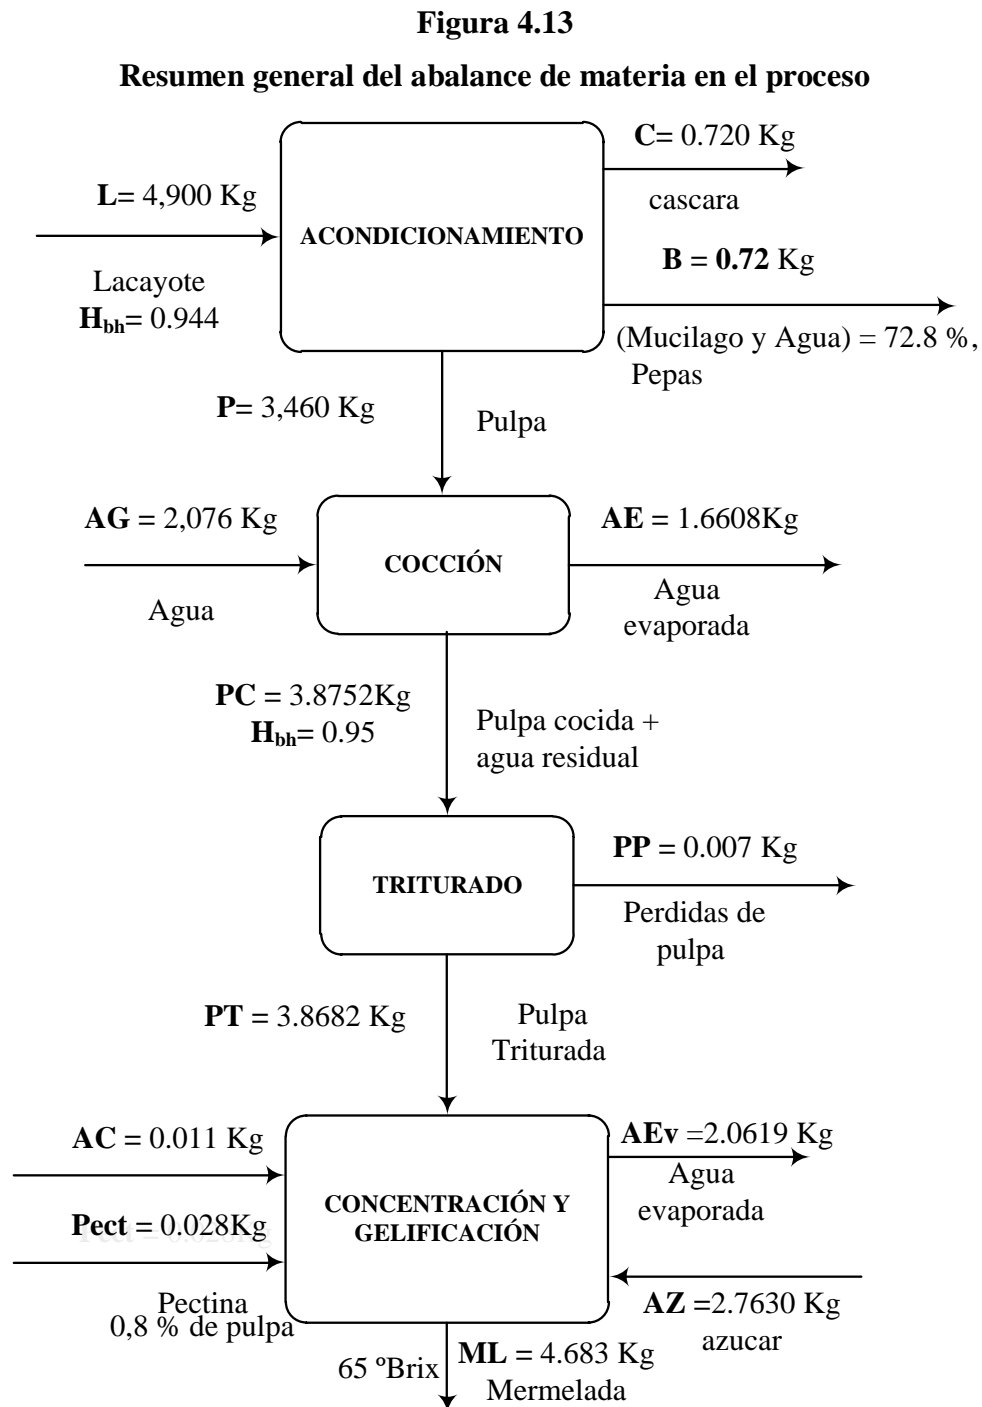 Figura 4.13
Resumen general del abalance de materia en el proceso
C= 0.720 Kg
cascara
L= 4,900 Kg
Lacayote
Hbh= 0.944
ACONDICIONAMIENTO
B = 0.72 Kg
(Mucilago y Agua) = 72.8 %,
Pepas
P= 3,460 Kg
Pulpa
AG = 2,076 Kg
Agua
COCCIÓN
AE = 1.6608Kg
Agua
evaporada
PC = 3.8752Kg
Hbh= 0.95
Pulpa cocida +
agua residual
TRITURADO
PP = 0.007 Kg
Perdidas de
pulpa
PT = 3.8682 Kg
Pulpa
Triturada
AC = 0.011 Kg
Pect = 0.028Kg
Pectina
0,8 % de pulpa
CONCENTRACIÓN Y
GELIFICACIÓN
AEv =2.0619 Kg
Agua
evaporada
AZ =2.7630 Kg
azucar
65 ºBrix
ML = 4.683 Kg
Mermelada